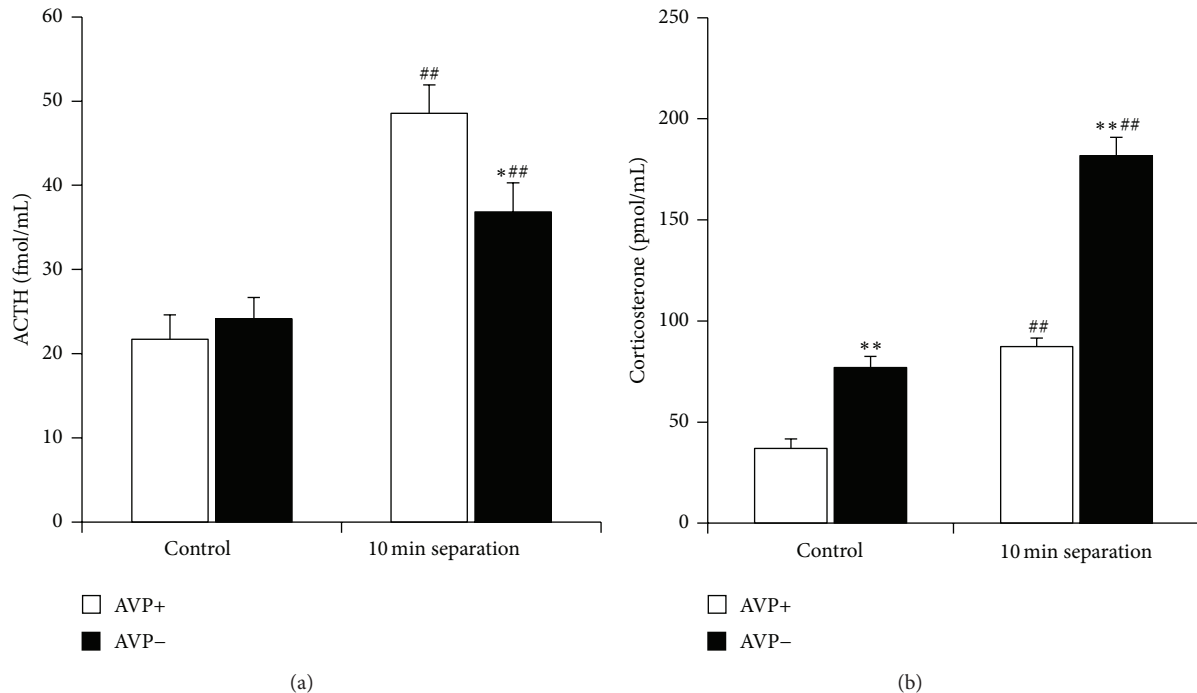 60
50
40
30
20
10
0
ACTH (fmol/mL)
##
*##
Control
10 min separation
AVP+
AVP−
(a)
250
200
150
100
50
0
Corticosterone (pmol/mL)
**
##
**##
Control
10 min separation
AVP+
AVP−
(b)